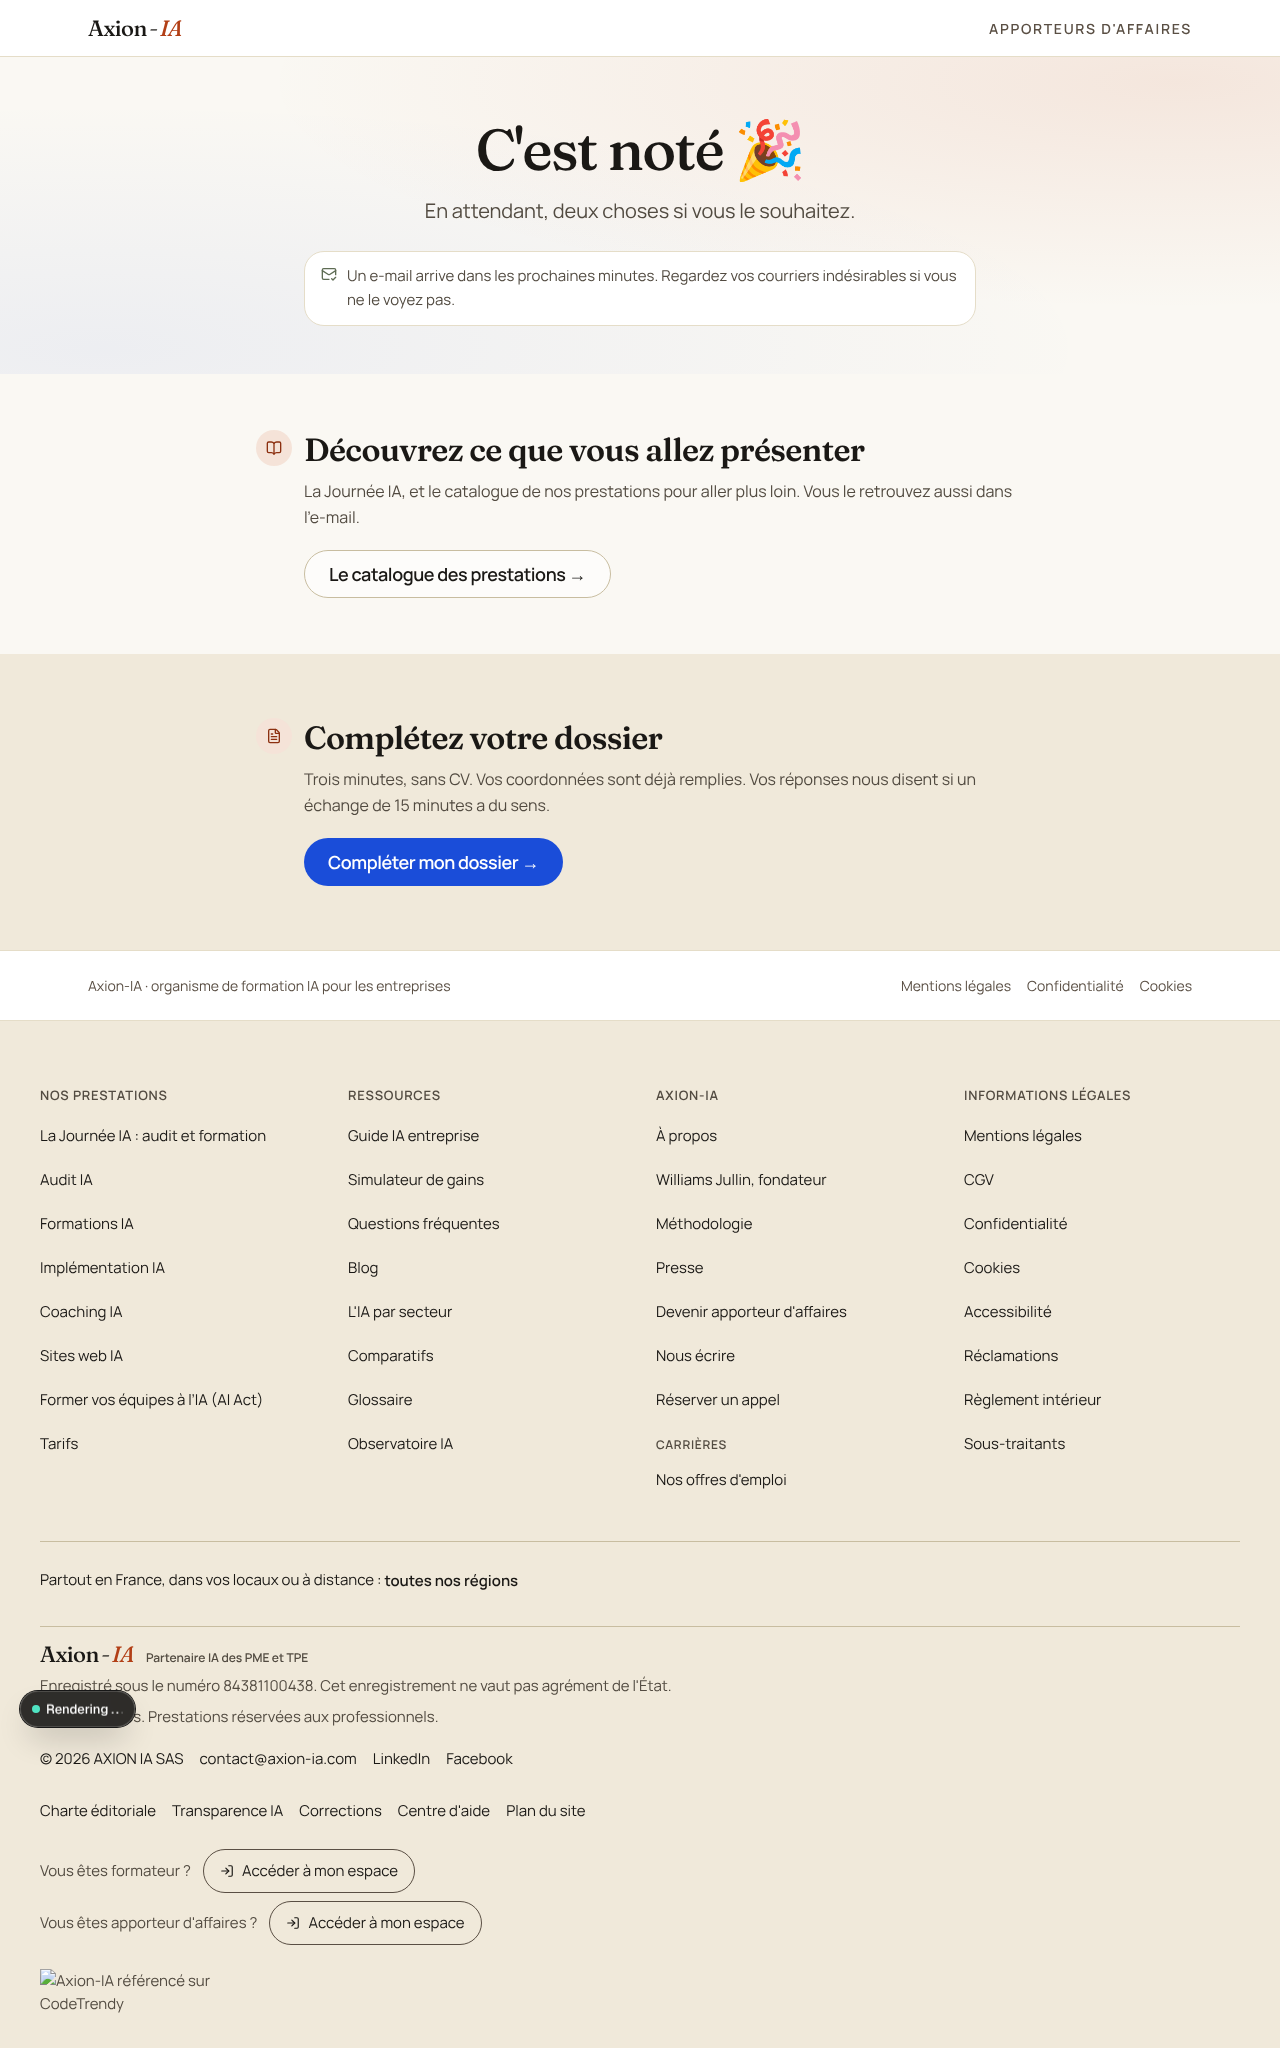 Axion-IA
APPORTEURS D'AFFAIRES
C'est noté 🎉
En attendant, deux choses si vous le souhaitez.
Un e-mail arrive dans les prochaines minutes. Regardez vos courriers indésirables si vous
ne le voyez pas.
Découvrez ce que vous allez présenter
La Journée IA, et le catalogue de nos prestations pour aller plus loin. Vous le retrouvez aussi dans
l'e-mail.
Le catalogue des prestations →
Complétez votre dossier
Trois minutes, sans CV. Vos coordonnées sont déjà remplies. Vos réponses nous disent si un
échange de 15 minutes a du sens.
Compléter mon dossier →
Axion-IA · organisme de formation IA pour les entreprises
Mentions légales Confidentialité Cookies
NOS PRESTATIONS
La Journée IA : audit et formation
Audit IA
Formations IA
Implémentation IA
Coaching IA
Sites web IA
Former vos équipes à l'IA (AI Act)
Tarifs
RESSOURCES
Guide IA entreprise
Simulateur de gains
Questions fréquentes
Blog
L'IA par secteur
Comparatifs
Glossaire
Observatoire IA
AXION-IA
À propos
Williams Jullin, fondateur
Méthodologie
Presse
Devenir apporteur d'affaires
Nous écrire
Réserver un appel
CARRIÈRES
Nos offres d'emploi
INFORMATIONS LÉGALES
Mentions légales
CGV
Confidentialité
Cookies
Accessibilité
Réclamations
Règlement intérieur
Sous-traitants
Partout en France, dans vos locaux ou à distance : toutes nos régions
Axion-IA Partenaire IA des PME et TPE
Enregistré sous le numéro 84381100438. Cet enregistrement ne vaut pas agrément de l'État.
Rendering...
Prestations réservées aux professionnels.
© 2026 AXION IA SAS contact@axion-ia.com LinkedIn Facebook
Charte éditoriale Transparence IA Corrections Centre d'aide Plan du site
Vous êtes formateur ? Accéder à mon espace
Vous êtes apporteur d'affaires ? Accéder à mon espace
Axion-IA référencé sur
CodeTrendy